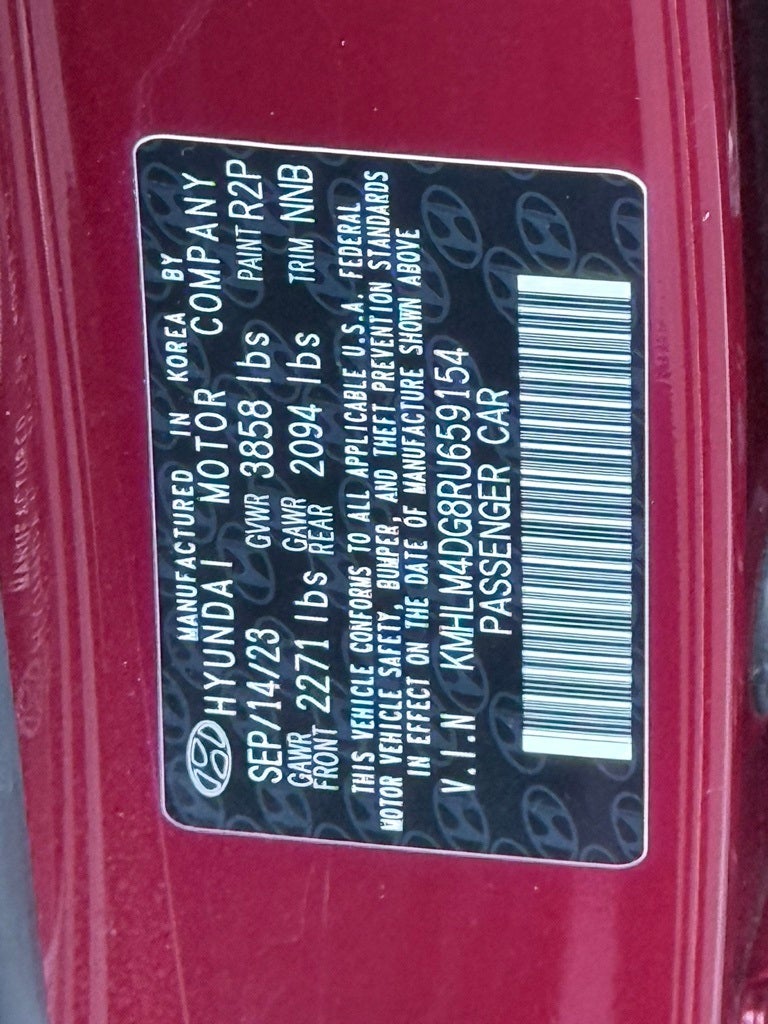 MANUFACTURED IN KOREA BY
HYUNDAI MOTOR COMPANY
SEP/14/23 GVWR 3858 lbs PAINT R2P
GAWR FRONT 2271 lbs GAWR REAR 2094 lbs TRIM NNB
THIS VEHICLE CONFORMS TO ALL APPLICABLE U.S.A. FEDERAL
MOTOR VEHICLE SAFETY, BUMPER, AND THEFT PREVENTION STANDARDS
IN EFFECT ON THE DATE OF MANUFACTURE SHOWN ABOVE
V.I.N KMHLM4DG8RU659154
PASSENGER CAR